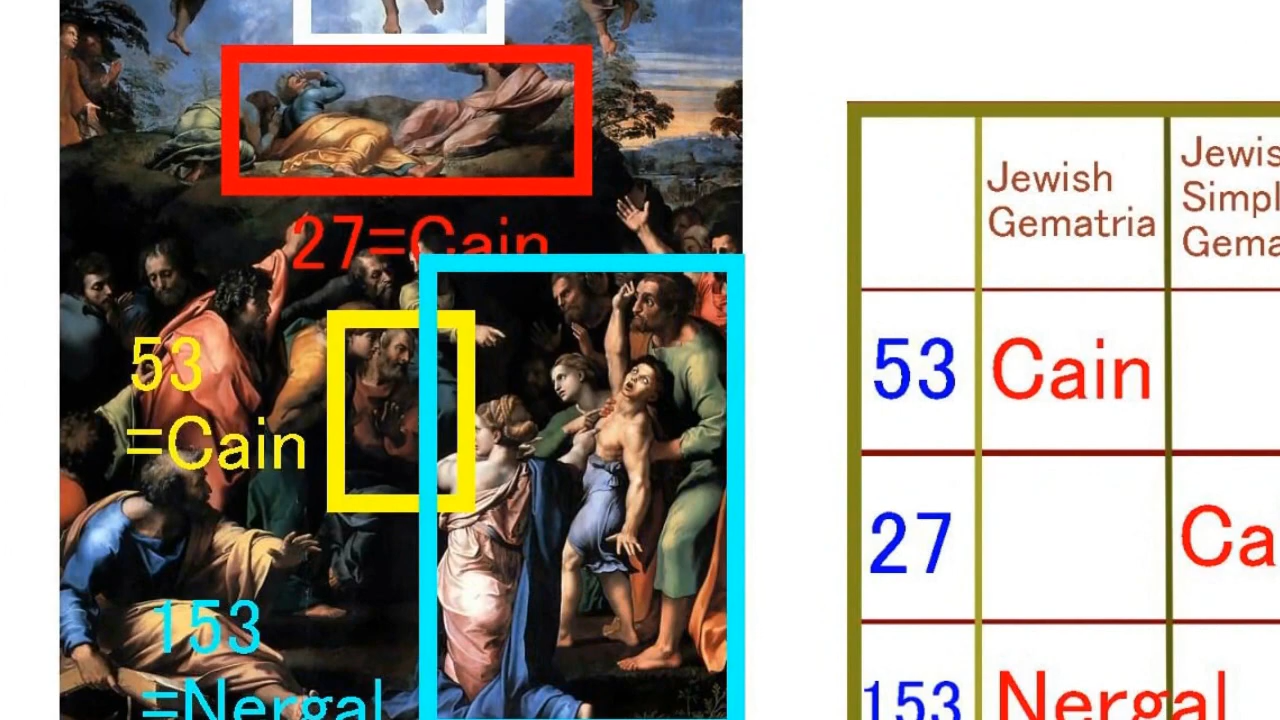 27=Cain
53
=Cain
153
=Nergal
Jewish
Gematria
53 Cain
27
153 Nergal